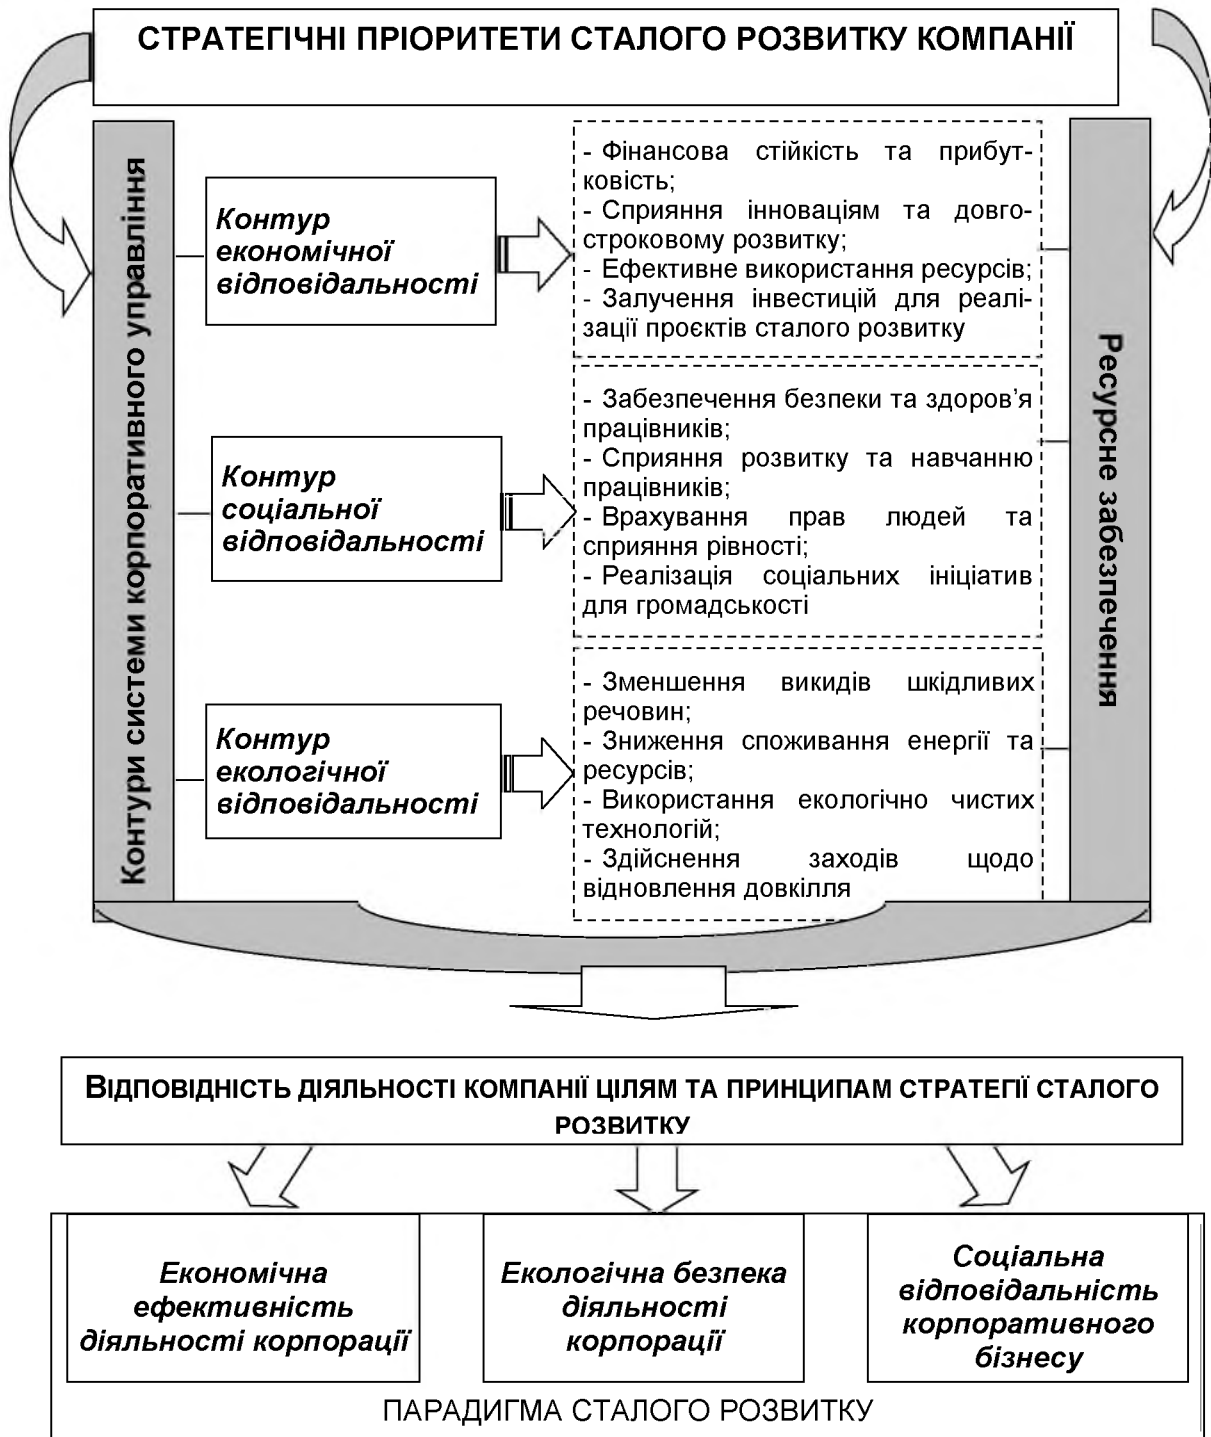 СТРАТЕГІЧНІ ПРІОРИТЕТИ СТАЛОГО РОЗВИТКУ КОМПАНІЇ
Контури системи корпоративного управління
Контур
економічної
відповідальності
- Фінансова стійкість та прибут-
ковість;
- Сприяння інноваціям та довго-
строковому розвитку;
- Ефективне використання ресурсів;
- Залучення інвестицій для реалі-
зації проєктів сталого розвитку
Контур
соціальної
відповідальності
- Забезпечення безпеки та здоров’я
працівників;
- Сприяння розвитку та навчанню
працівників;
- Врахування прав людей та
сприяння рівності;
- Реалізація соціальних ініціатив
для громадськості
Контур
екологічної
відповідальності
- Зменшення викидів шкідливих
речовин;
- Зниження споживання енергії та
ресурсів;
- Використання екологічно чистих
технологій;
- Здійснення заходів щодо
відновлення довкілля
Ресурсне забезпечення
ВІДПОВІДНІСТЬ ДІЯЛЬНОСТІ КОМПАНІЇ ЦІЛЯМ ТА ПРИНЦИПАМ СТРАТЕГІЇ СТАЛОГО
РОЗВИТКУ
Економічна
ефективність
діяльності корпорації
Екологічна безпека
діяльності
корпорації
Соціальна
відповідальність
корпоративного
бізнесу
ПАРАДИГМА СТАЛОГО РОЗВИТКУ